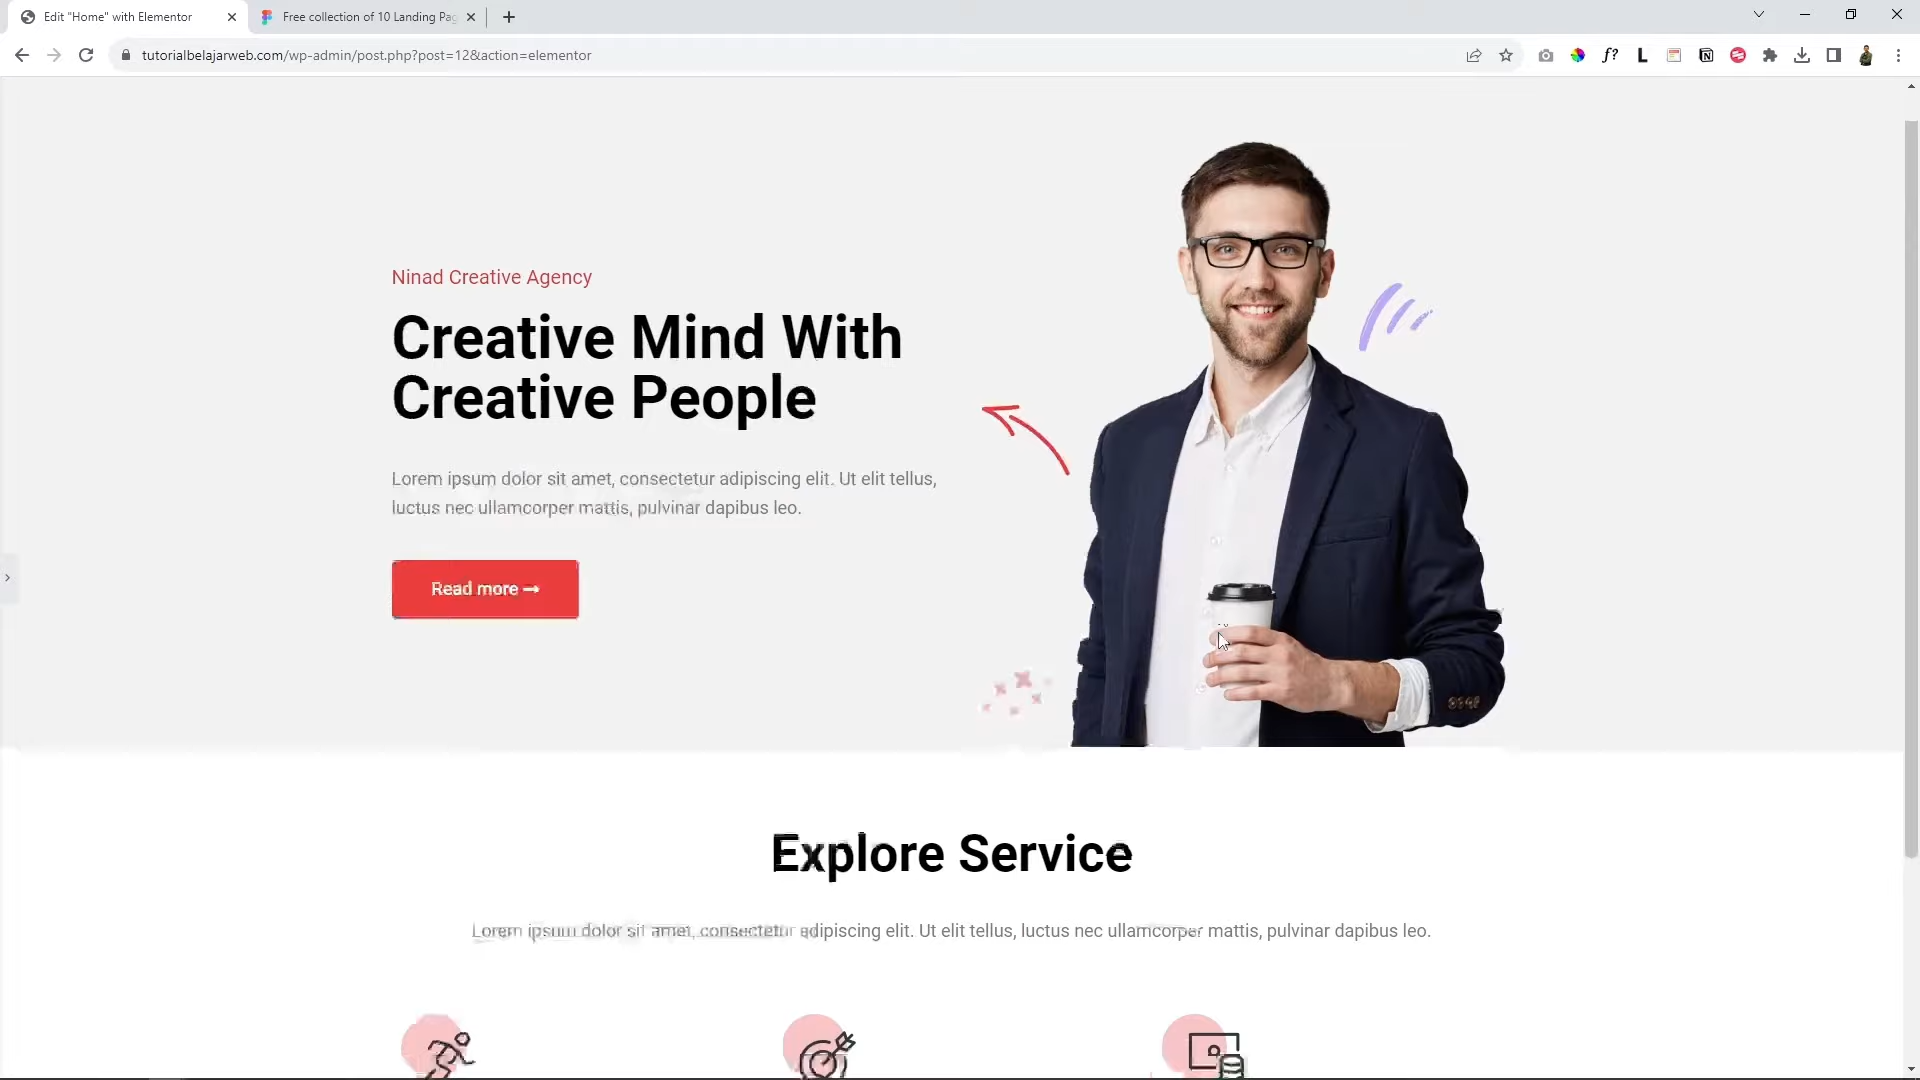 Edit "Home" with Elementor
Free collection of 10 Landing Pag
tutorialbelajarweb.com/wp-admin/post.php?post=12&action=elementor
Ninad Creative Agency
Creative Mind With
Creative People
Lorem ipsum dolor sit amet, consectetur adipiscing elit. Ut elit tellus,
luctus nec ullamcorper mattis, pulvinar dapibus leo.
Read more →
Explore Service
Lorem ipsum dolor sit amet, consectetur adipiscing elit. Ut elit tellus, luctus nec ullamcorper mattis, pulvinar dapibus leo.